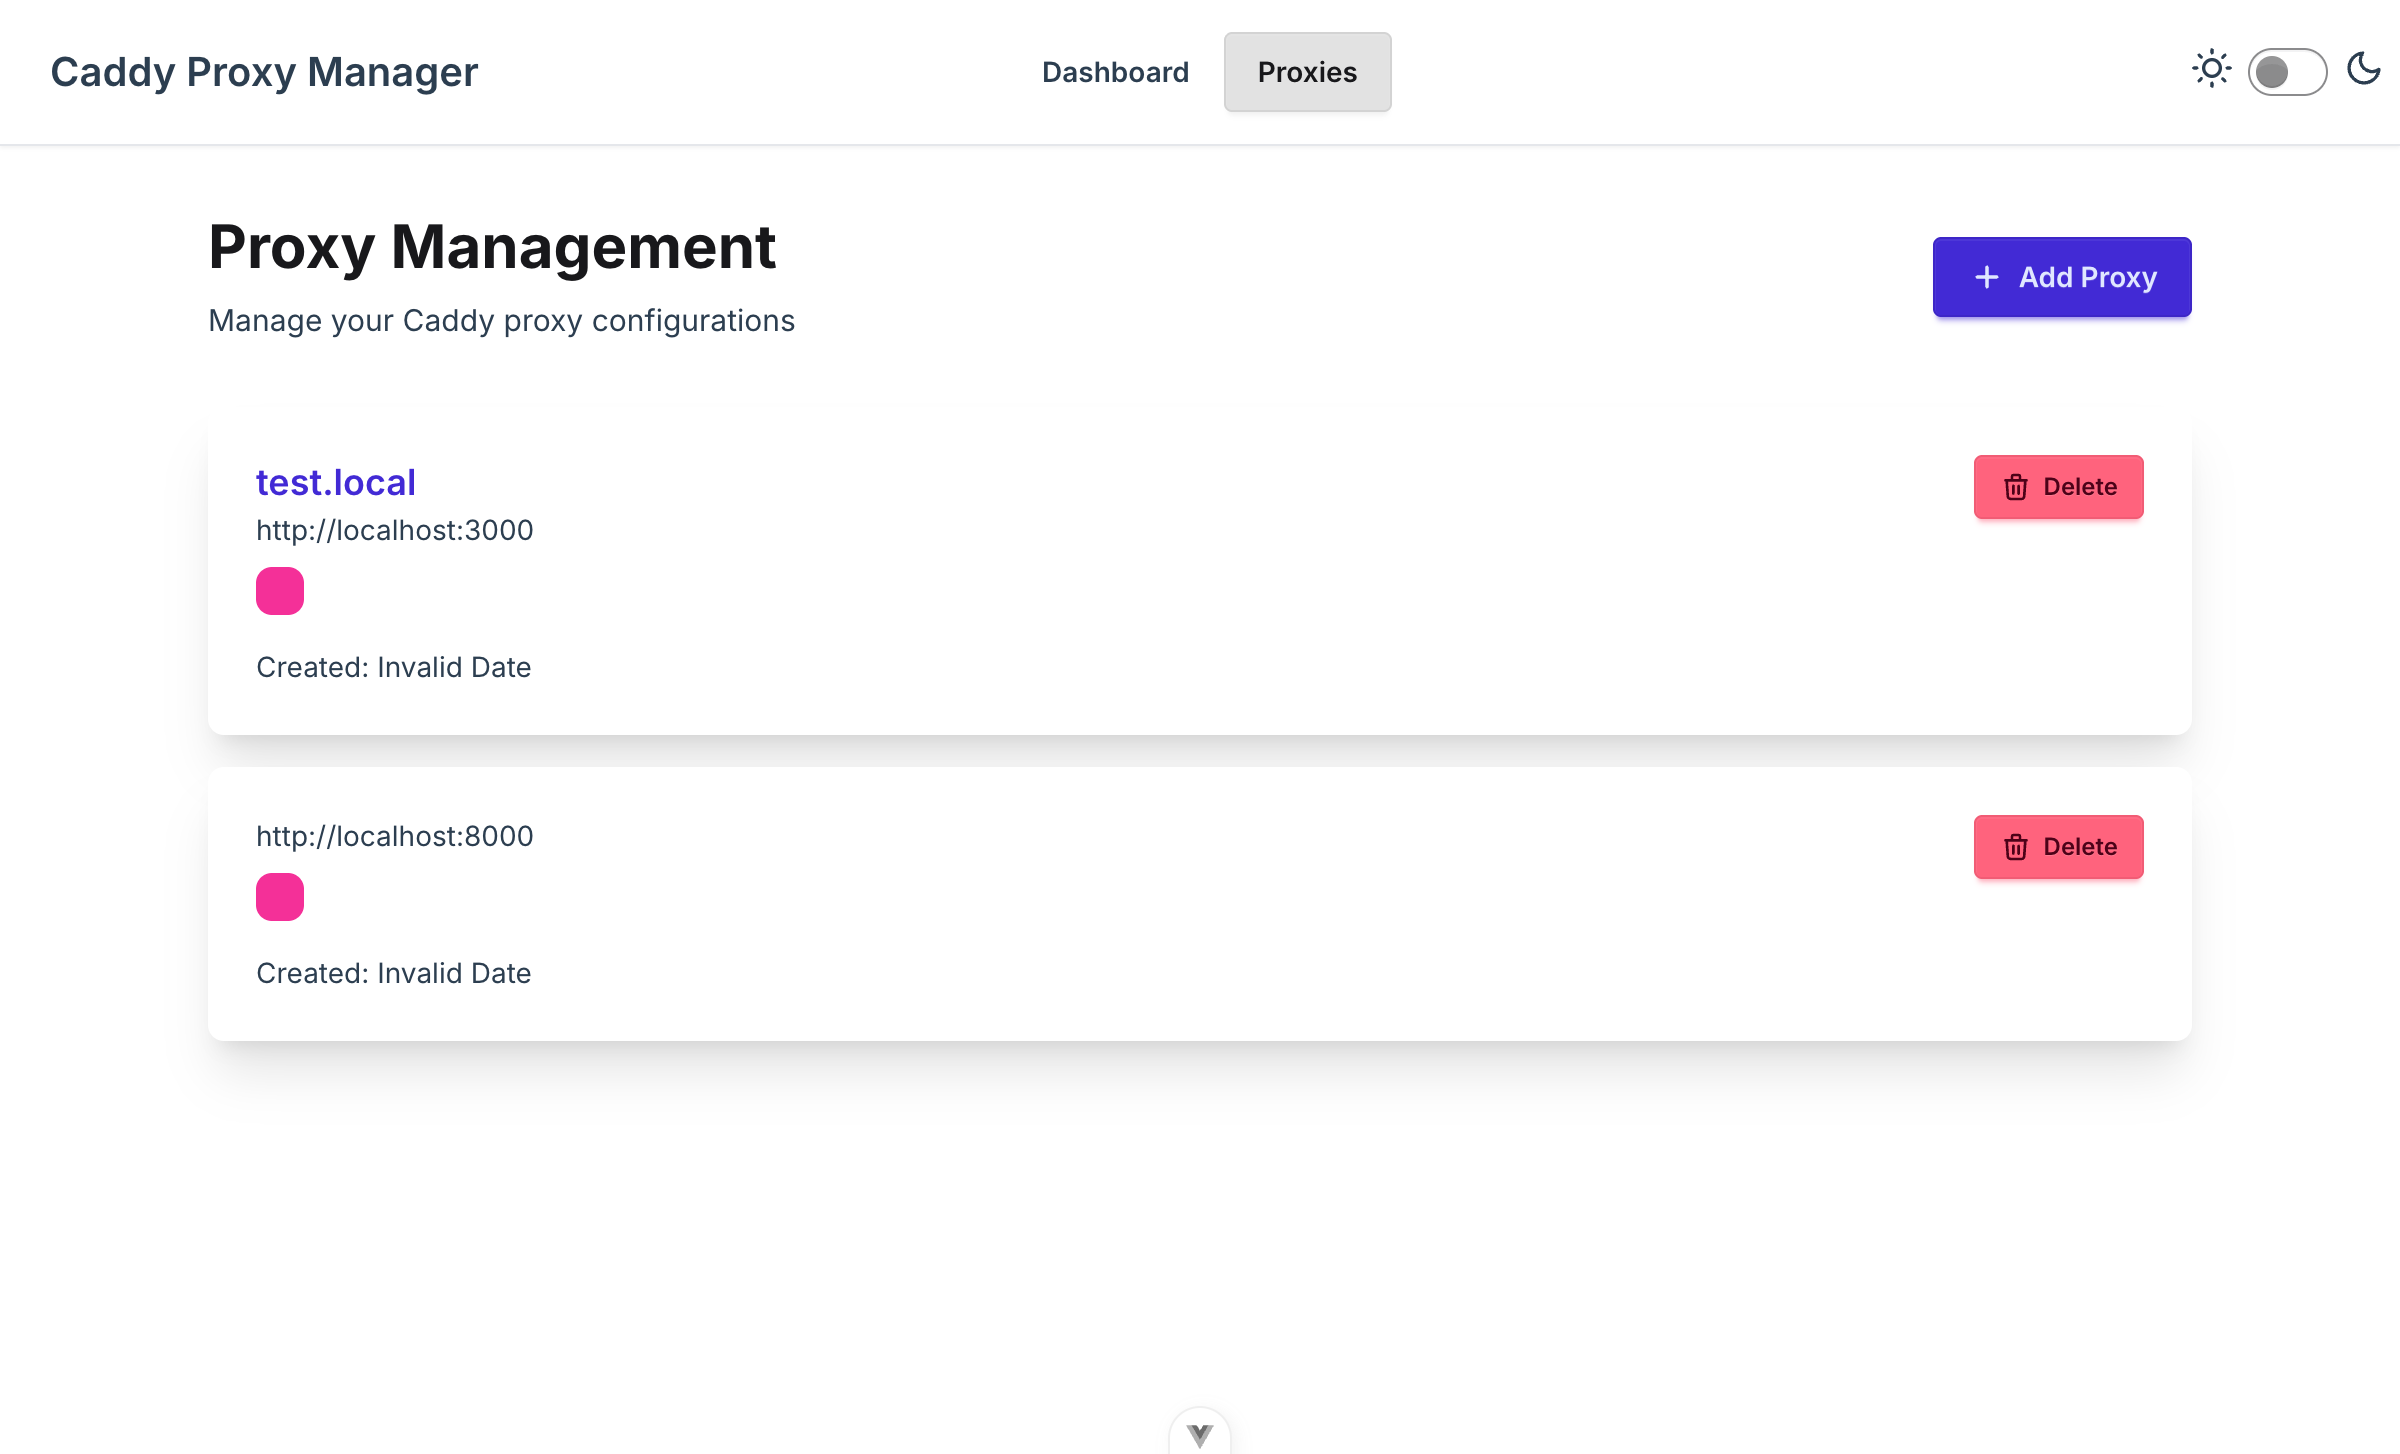 Caddy Proxy Manager
Dashboard
Proxies
Proxy Management
Manage your Caddy proxy configurations
Add Proxy
test.local
http://localhost:3000
Created: Invalid Date
Delete
http://localhost:8000
Created: Invalid Date
Delete